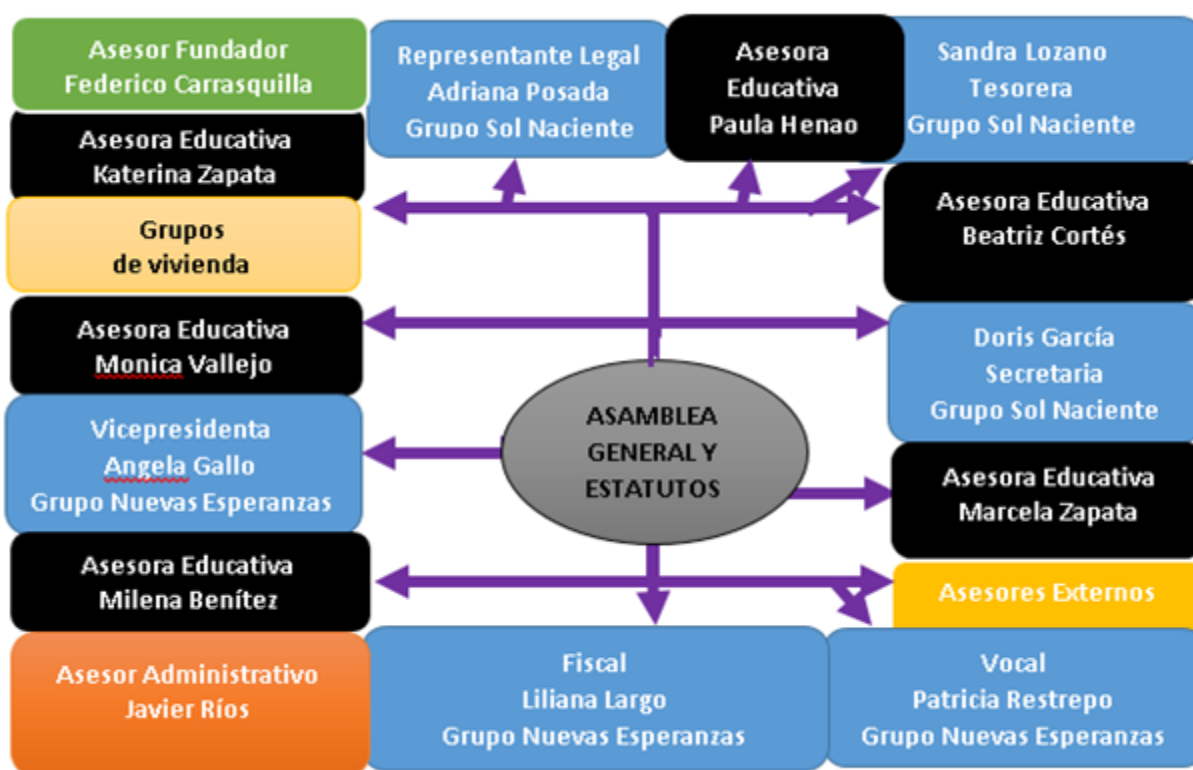 Asesor Fundador
Federico Carrasquilla
Representante Legal
Adriana Posada
Grupo Sol Naciente
Asesora
Educativa
Paula Henao
Sandra Lozano
Tesorera
Grupo Sol Naciente
Asesora Educativa
Katerina Zapata
Asesora Educativa
Beatriz Cortés
Grupos
de vivienda
Asesora Educativa
Monica Vallejo
Doris García
Secretaria
Grupo Sol Naciente
ASAMBLEA
GENERAL Y
ESTATUTOS
Vicepresidenta
Angela Gallo
Grupo Nuevas Esperanzas
Asesora Educativa
Marcela Zapata
Asesora Educativa
Milena Benítez
Asesores Externos
Asesor Administrativo
Javier Ríos
Fiscal
Liliana Largo
Grupo Nuevas Esperanzas
Vocal
Patricia Restrepo
Grupo Nuevas Esperanzas